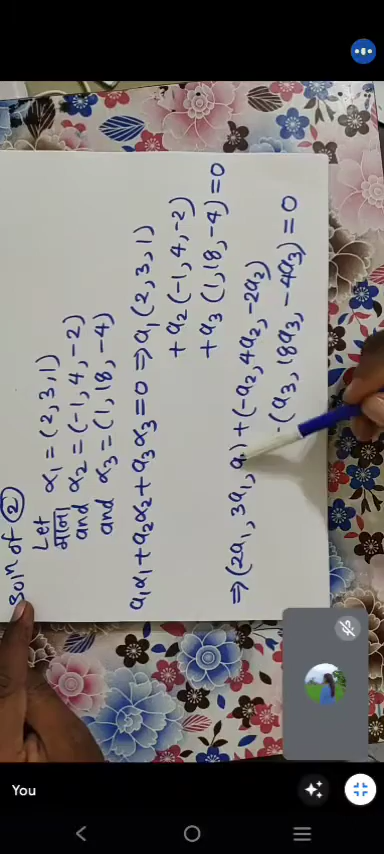 Soln of ②
Let
माना α₁ = (2, 3, 1)
and α₂ = (-1, 4, -2)
and α₃ = (1, 18, -4)
a₁α₁ + a₂α₂ + a₃α₃ = 0 ⇒ a₁(2, 3, 1)
+ a₂(-1, 4, -2)
+ a₃(1, 18, -4) = 0
⇒ (2a₁, 3a₁, a₁) + (-a₂, 4a₂, -2a₂)
(a₃, 18a₃, -4a₃) = 0
You